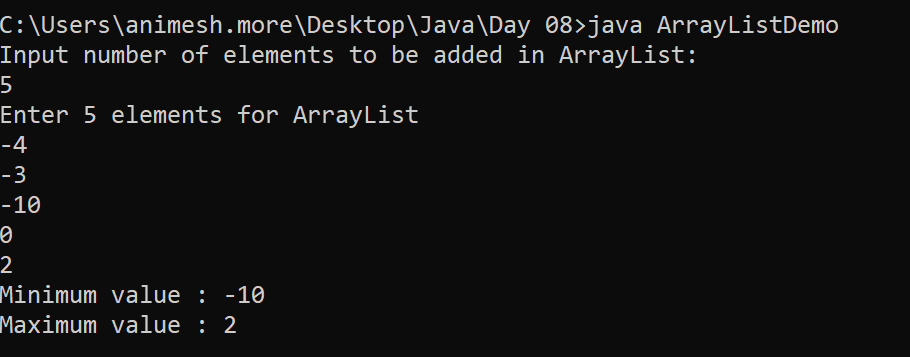 C:\Users\animesh.more\Desktop\Java\Day 08>java ArrayListDemo
Input number of elements to be added in ArrayList:
5
Enter 5 elements for ArrayList
-4
-3
-10
0
2
Minimum value : -10
Maximum value : 2